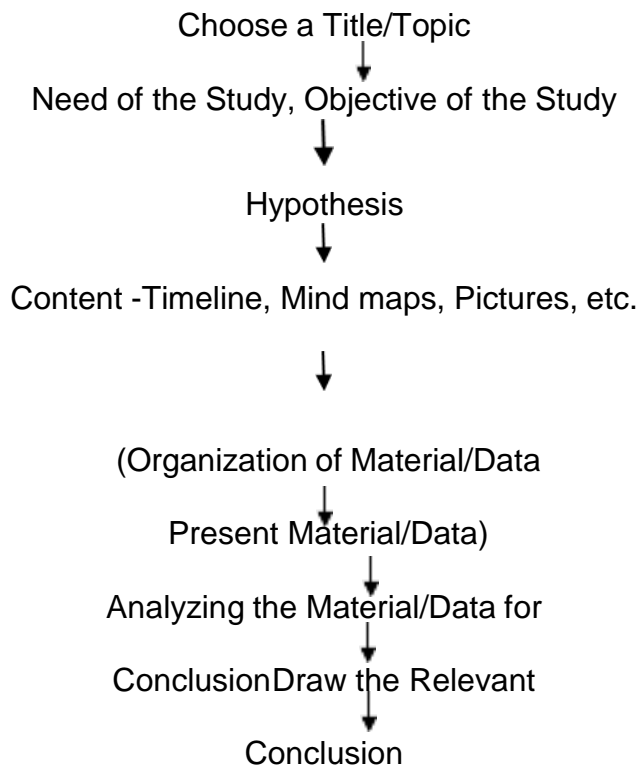 Choose a Title/Topic
Need of the Study, Objective of the Study
Hypothesis
Content -Timeline, Mind maps, Pictures, etc.
(Organization of Material/Data
Present Material/Data)
Analyzing the Material/Data for
ConclusionDraw the Relevant
Conclusion